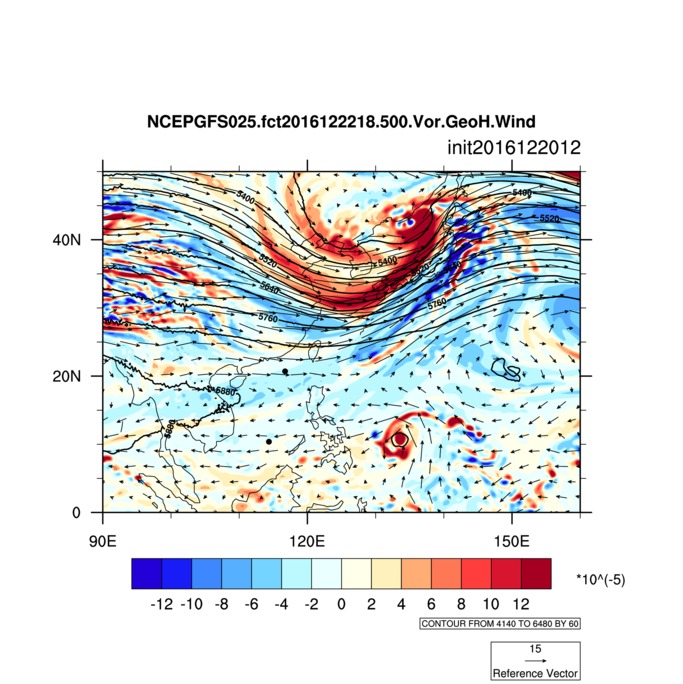 NCEPGFS025.fct2016122218.500.Vor.GeoH.Wind
init2016122012
5400
5400
5520
40N
5520
5400
5640
5760
5760
20N
5880
5880
0
90E 120E 150E
-12 -10 -8 -6 -4 -2 0 2 4 6 8 10 12
*10^(-5)
CONTOUR FROM 4140 TO 6480 BY 60
15
Reference Vector